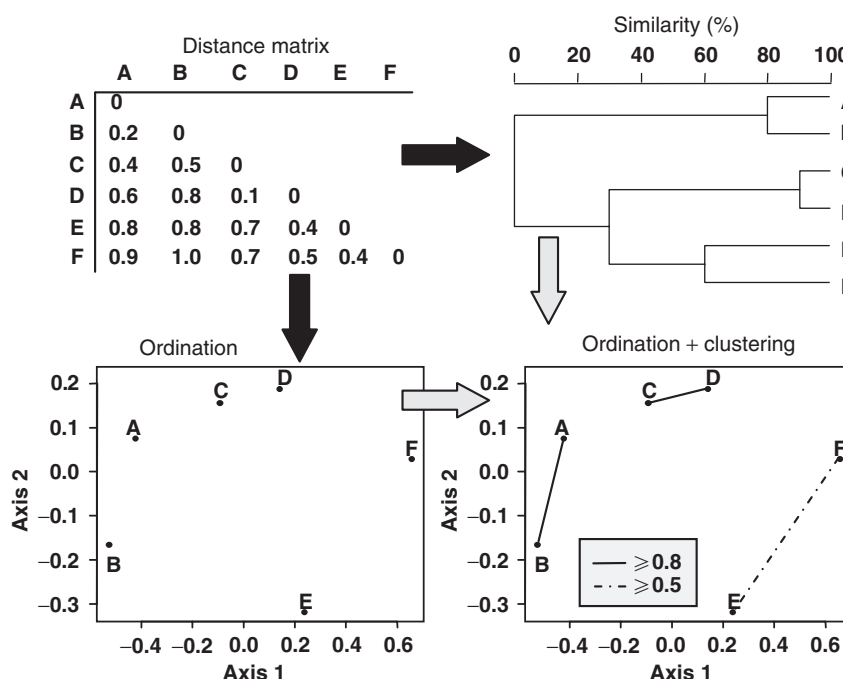 Distance matrix
A B C D E F
A 0
B 0.2 0
C 0.4 0.5 0
D 0.6 0.8 0.1 0
E 0.8 0.8 0.7 0.4 0
F 0.9 1.0 0.7 0.5 0.4 0
Similarity (%)
0 20 40 60 80 100
Ordination
0.2
0.1
0.0
−0.1
−0.2
−0.3
Axis 2
A
B
C
D
E
F
−0.4 −0.2 0.0 0.2 0.4 0.6
Axis 1
Ordination + clustering
0.2
0.1
0.0
−0.1
−0.2
−0.3
Axis 2
A
B
C
D
E
F
⩾0.8
⩾0.5
−0.4 −0.2 0.0 0.2 0.4 0.6
Axis 1